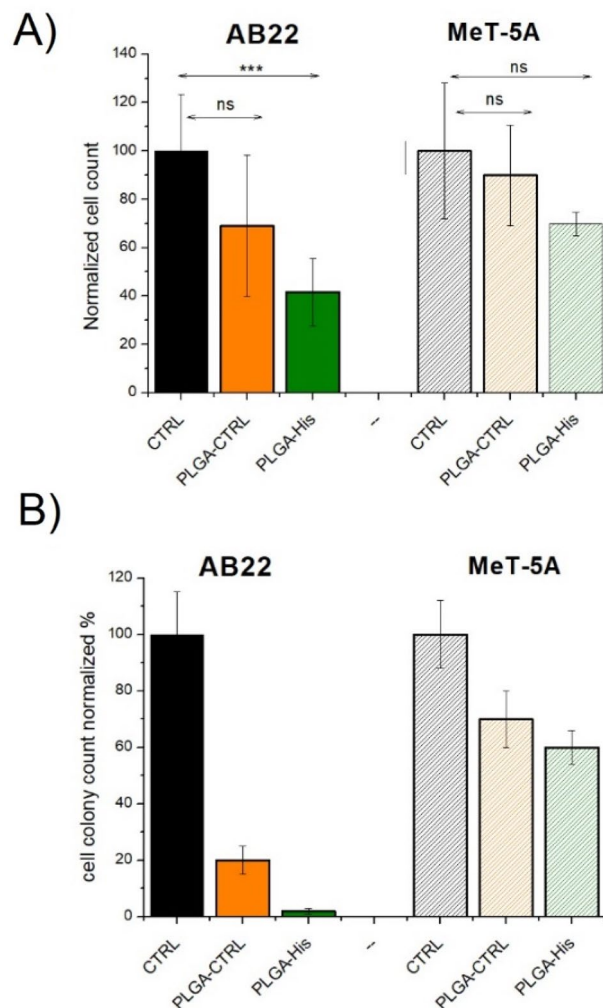 A)
AB22 MeT-5A
*** ns
ns ns
Normalized cell count
140
120
100
80
60
40
20
0
CTRL PLGA-CTRL PLGA-His -- CTRL PLGA-CTRL PLGA-His
B)
AB22 MeT-5A
cell colony count normalized %
120
100
80
60
40
20
0
CTRL PLGA-CTRL PLGA-His -- CTRL PLGA-CTRL PLGA-His